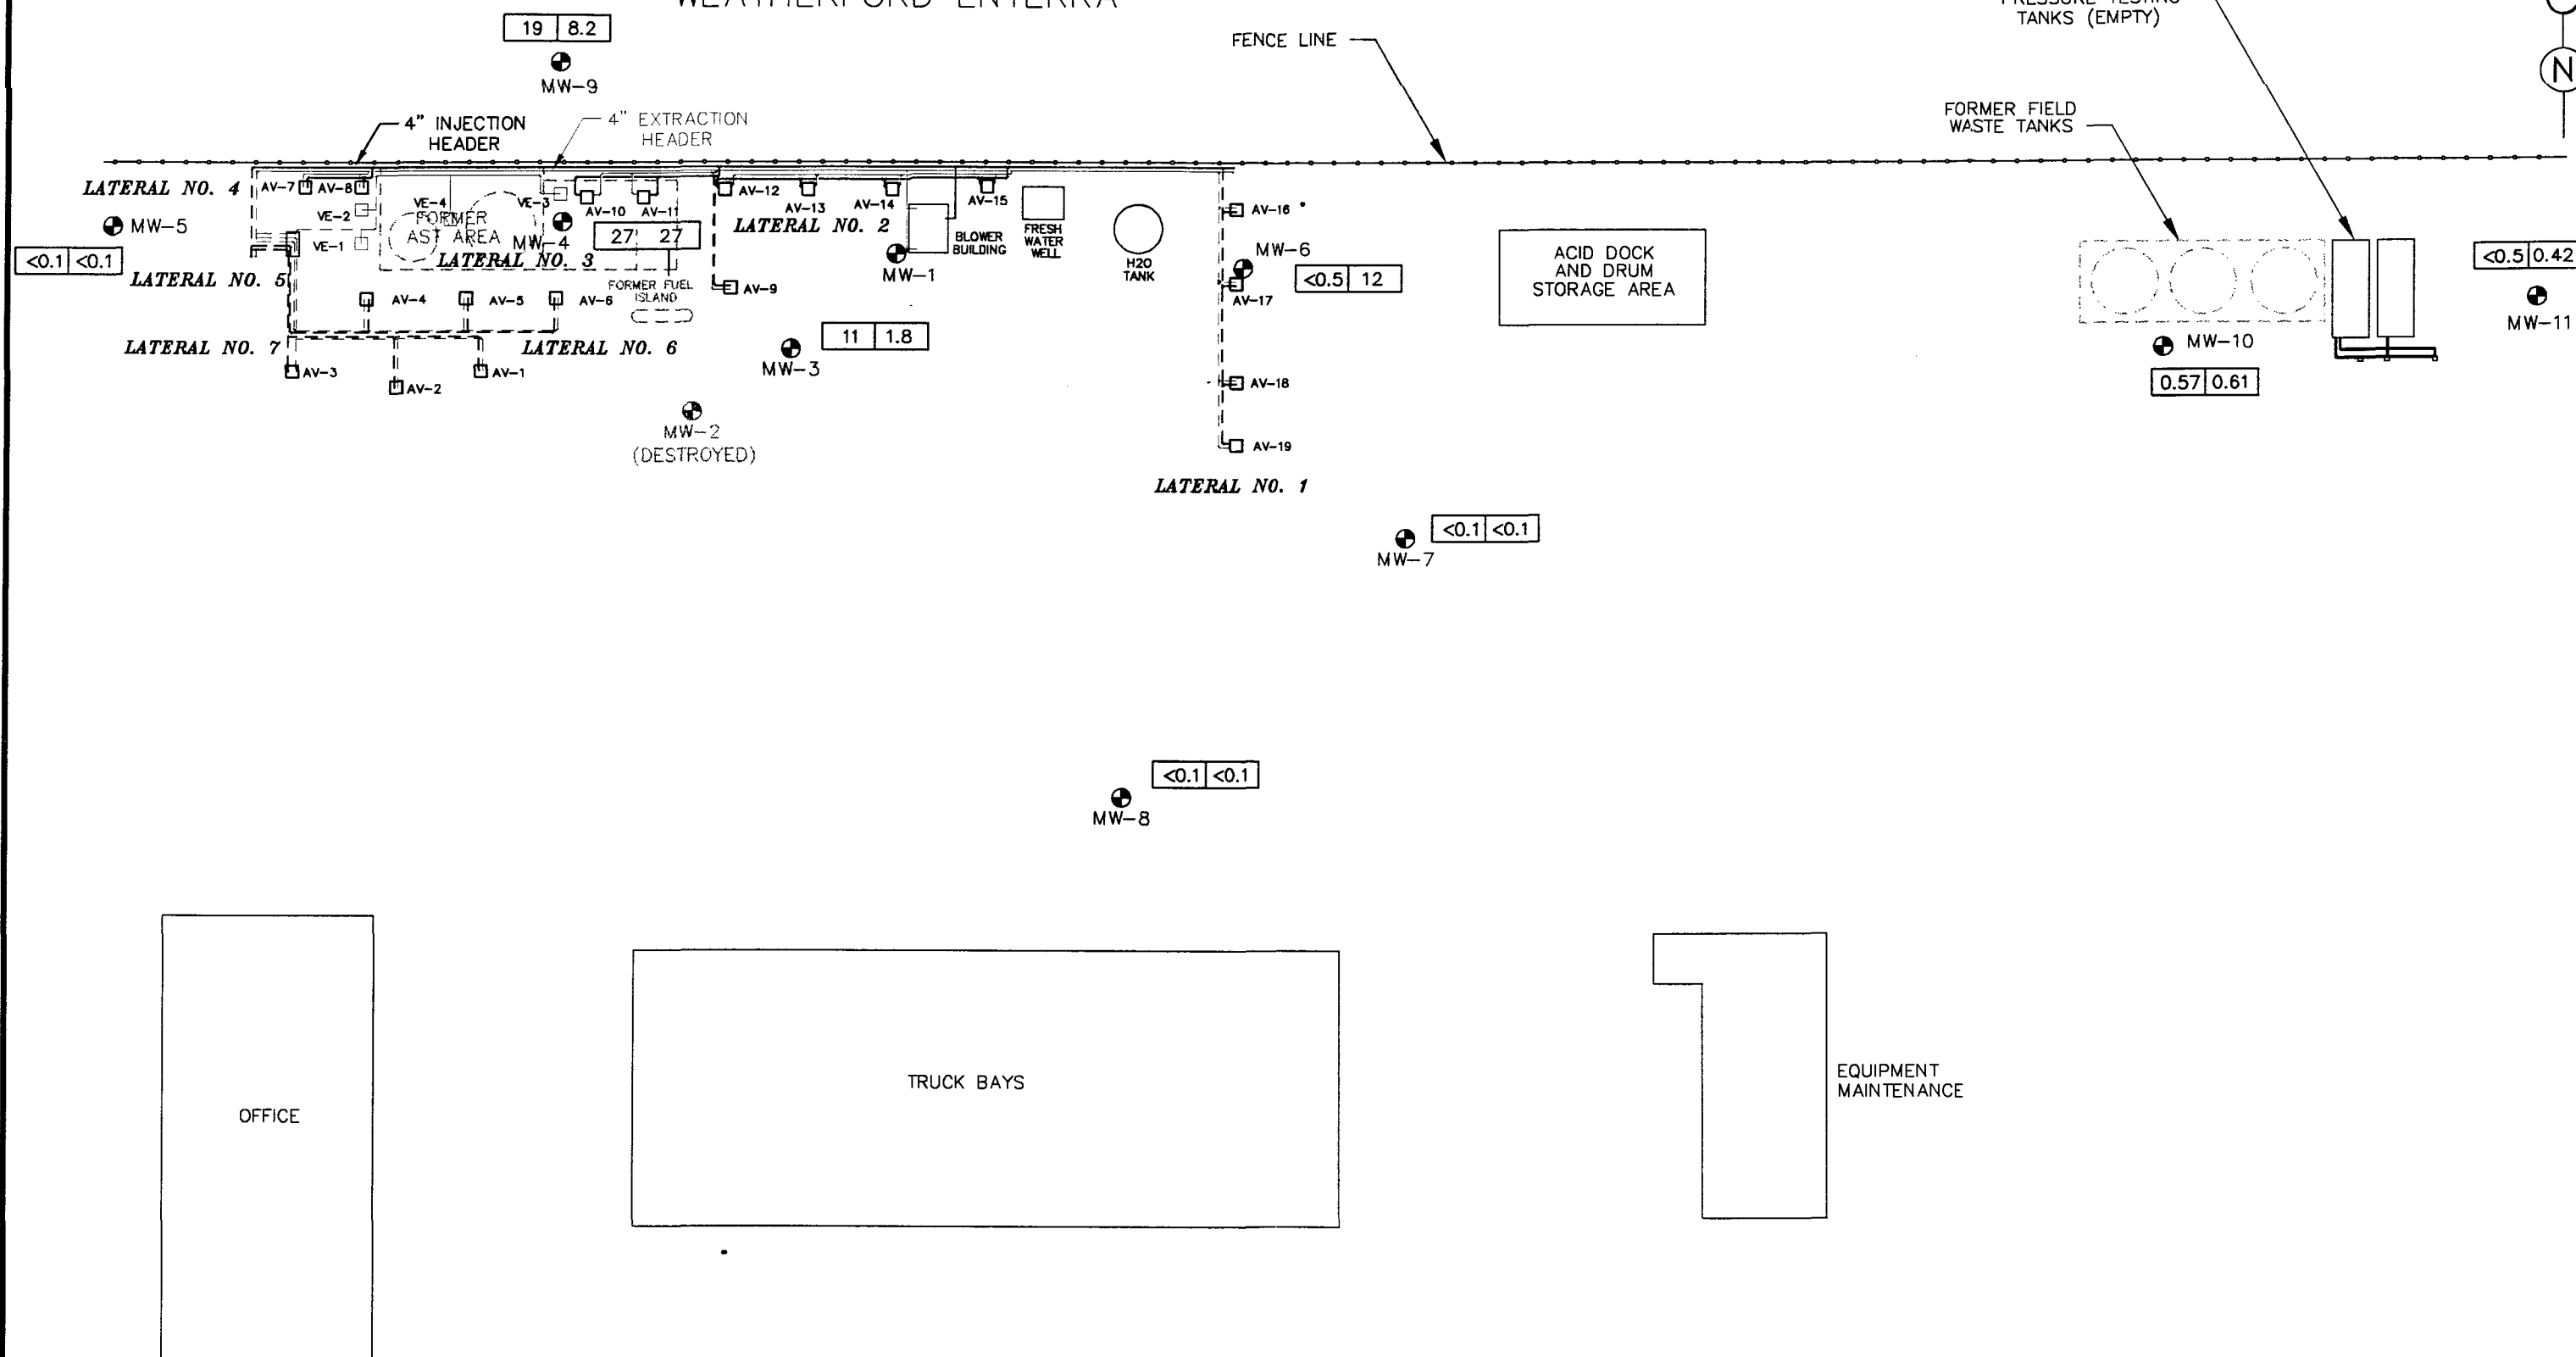 WEATHERFORD ENTERRA
PRESSURE TESTING
TANKS (EMPTY)
19 8.2
MW-9
FENCE LINE
N
4" INJECTION
HEADER
4" EXTRACTION
HEADER
FORMER FIELD
WASTE TANKS
LATERAL NO. 4
AV-7
AV-8
VE-4
VE-3
AV-10
AV-11
AV-12
AV-13
AV-14
AV-15
AV-16
MW-5
VE-2
VE-1
FORMER
AST AREA
MW-4
27 27
LATERAL NO. 2
BLOWER
BUILDING
FRESH
WATER
WELL
H2O
TANK
MW-1
MW-6
<0.5 12
AV-17
ACID DOCK
AND DRUM
STORAGE AREA
<0.5 0.42
MW-11
<0.1 <0.1
LATERAL NO. 3
LATERAL NO. 5
FORMER FUEL
ISLAND
AV-9
AV-4
AV-5
AV-6
LATERAL NO. 7
LATERAL NO. 6
11 1.8
MW-3
MW-10
0.57 0.61
AV-3
AV-2
AV-1
AV-18
MW-2
(DESTROYED)
AV-19
LATERAL NO. 1
<0.1 <0.1
MW-7
<0.1 <0.1
MW-8
OFFICE
TRUCK BAYS
EQUIPMENT
MAINTENANCE